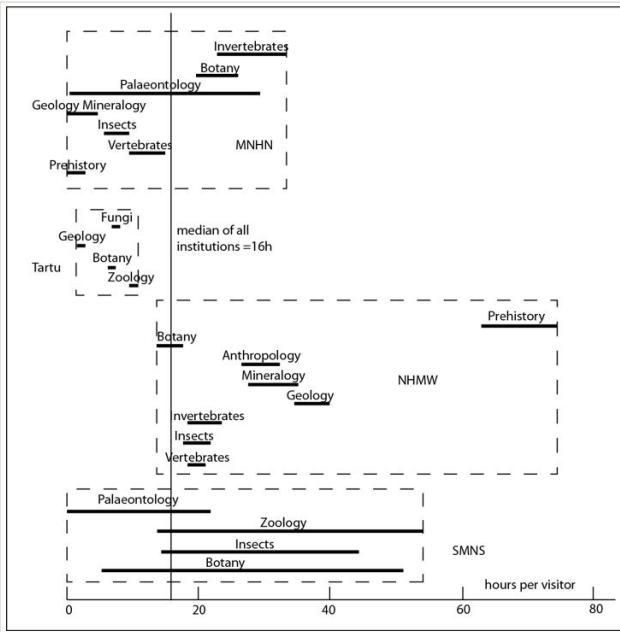 Invertebrates
Botany
Palaeontology
Geology Mineralogy
Insects
Vertebrates
MNHN
Prehistory
Fungi
Geology
median of all
institutions =16h
Botany
Tartu
Zoology
Prehistory
Botany
Anthropology
Mineralogy
NHMW
Geology
Invertebrates
Insects
Vertebrates
Palaeontology
Zoology
Insects
SMNS
Botany
hours per visitor
0 20 40 60 80